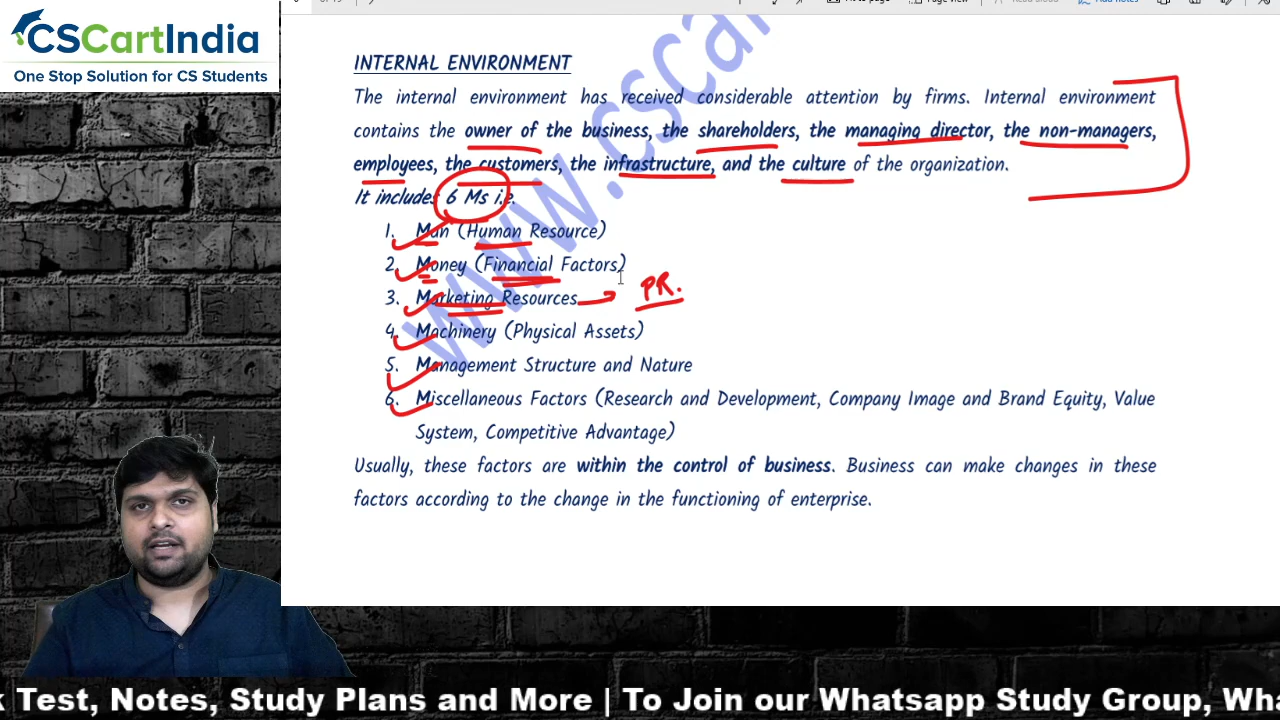 CSCartIndia
One Stop Solution for CS Students
INTERNAL ENVIRONMENT
The internal environment has received considerable attention by firms. Internal environment
contains the owner of the business, the shareholders, the managing director, the non-managers,
employees, the customers, the infrastructure, and the culture of the organization.
It includes 6 Ms i.e.
1. Man (Human Resource)
2. Money (Financial Factors)
3. Marketing Resources → PR.
4. Machinery (Physical Assets)
5. Management Structure and Nature
6. Miscellaneous Factors (Research and Development, Company Image and Brand Equity, Value
System, Competitive Advantage)
Usually, these factors are within the control of business. Business can make changes in these
factors according to the change in the functioning of enterprise.
www.cscar
k Test, Notes, Study Plans and More | To Join our Whatsapp Study Group, Wha